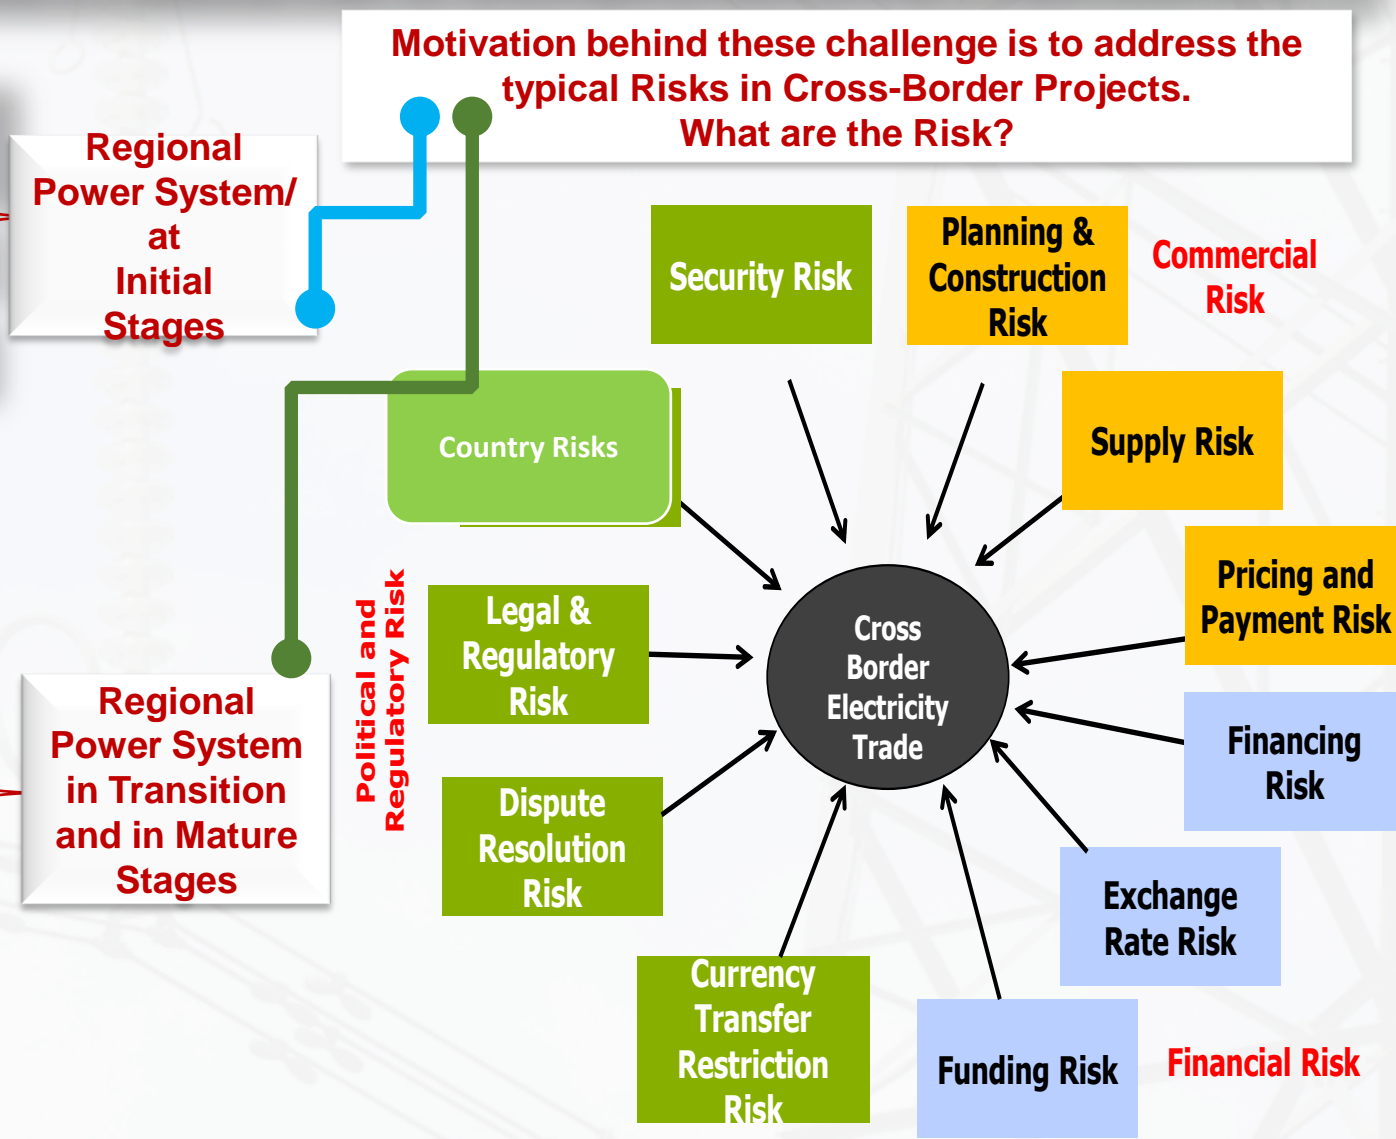 Motivation behind these challenge is to address the
typical Risks in Cross-Border Projects.
What are the Risk?
Regional
Power System/
at
Initial
Stages
Security Risk
Planning &
Construction
Risk
Commercial
Risk
Country Risks
Supply Risk
Political and
Regulatory Risk
Legal &
Regulatory
Risk
Cross
Border
Electricity
Trade
Pricing and
Payment Risk
Regional
Power System
in Transition
and in Mature
Stages
Dispute
Resolution
Risk
Financing
Risk
Exchange
Rate Risk
Currency
Transfer
Restriction
Risk
Funding Risk
Financial Risk